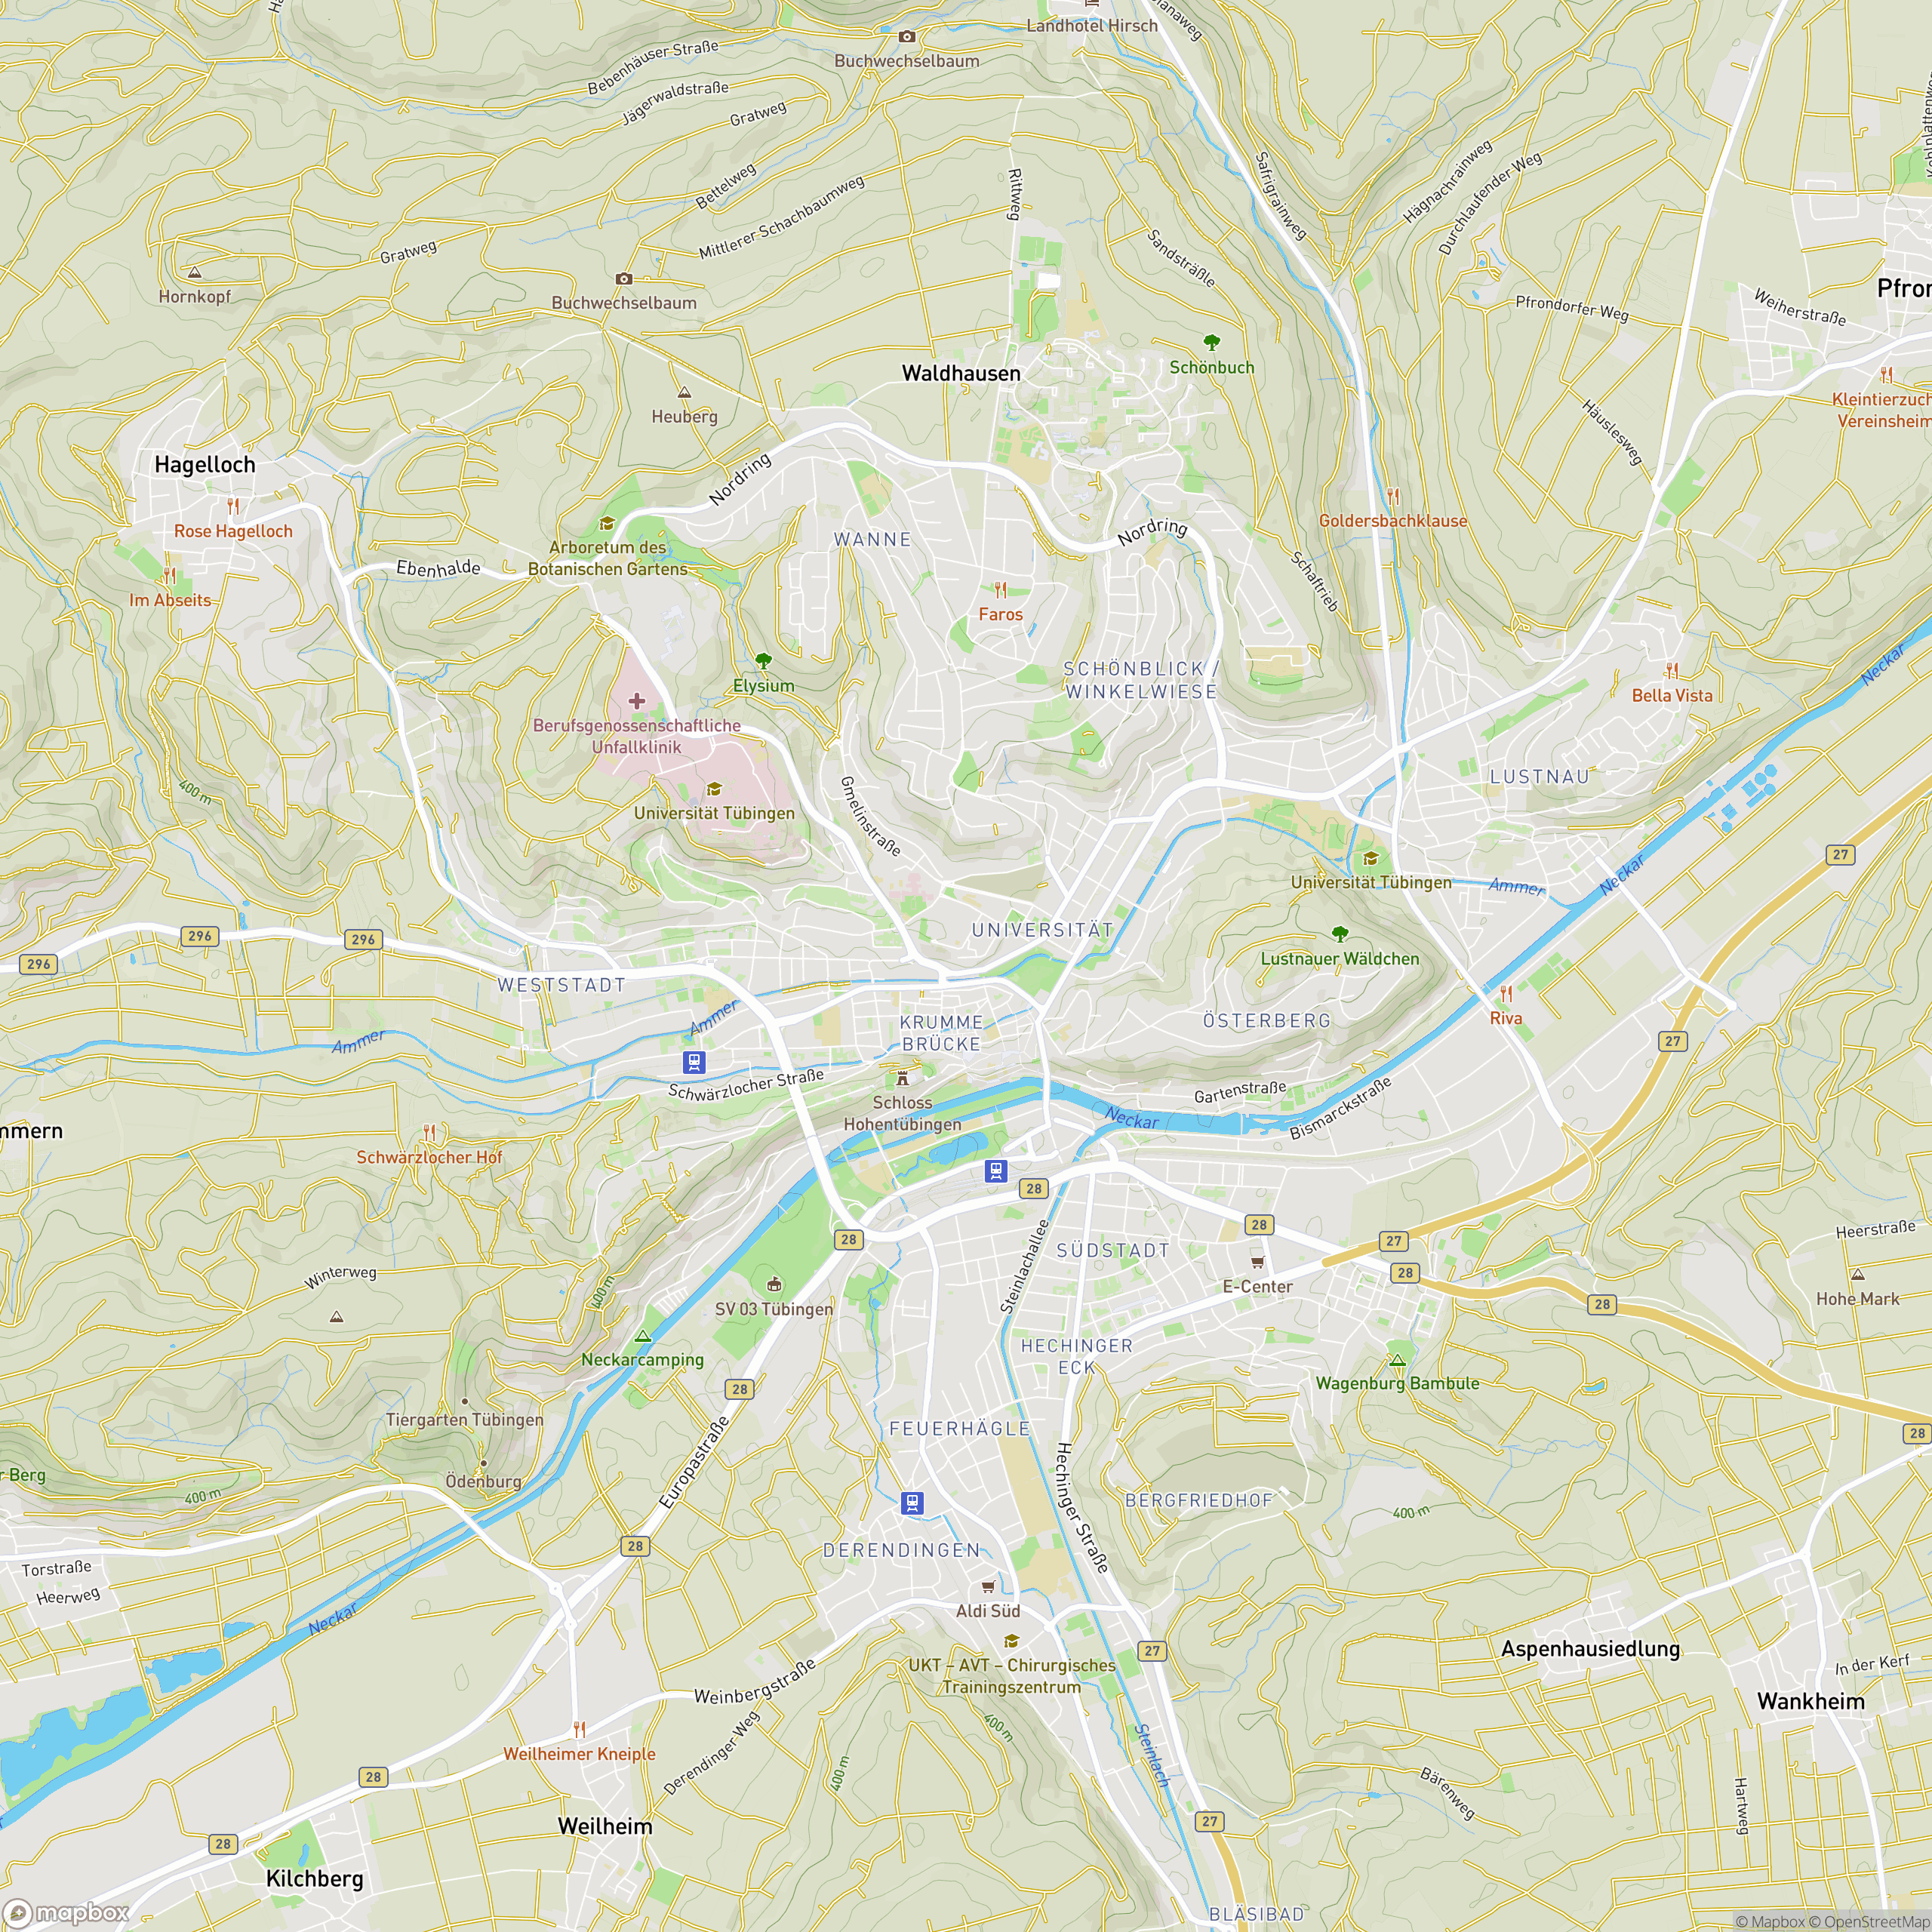 Landhotel Hirsch
Buchwechselbaum
Bebenhäuser Straße
Jägerwaldstraße
Gratweg
Bettelweg
Mittlerer Schachbaumweg
Rittweg
Safrigrainweg
Hägnachrainweg
Durchlaufender Weg
Sandsträßle
Gratweg
Hornkopf
Buchwechselbaum
Pfrondorfer Weg
Weiherstraße
Pfron
Waldhausen
Schönbuch
Heuberg
Kleintierzuch
Vereinsheim
Häuslesweg
Hagelloch
Nordring
Rose Hagelloch
Goldersbachklause
Nordring
WANNE
Arboretum des
Botanischen Gartens
Ebenhalde
Im Abseits
Faros
Schaftrieb
Neckar
SCHÖNBLICK /
WINKELWIESE
Elysium
Bella Vista
Berufsgenossenschaftliche
Unfallklinik
LUSTNAU
400 m
Universität Tübingen
Gmelinstraße
27
Universität Tübingen
Ammer
Neckar
296
296
296
UNIVERSITÄT
Lustnauer Wäldchen
WESTSTADT
Ammer
Ammer
KRUMME
BRÜCKE
ÖSTERBERG
Riva
27
Schwärzlocher Straße
Schloss
Hohentübingen
Gartenstraße
Neckar
Bismarckstraße
mmern
Schwärzlocher Hof
28
28
28
27
Heerstraße
SÜDSTADT
Steinlachallee
Winterweg
400 m
SV 03 Tübingen
E-Center
28
28
Hohe Mark
HECHINGER
ECK
Neckarcamping
28
Wagenburg Bambule
Tiergarten Tübingen
FEUERHÄGLE
28
r Berg
Ödenburg
400 m
Europastraße
Hechinger Straße
BERGFRIEDHOF
400 m
28
DERENDINGEN
Torstraße
Heerweg
Neckar
Aldi Süd
27
Aspenhausiedlung
UKT – AVT – Chirurgisches
Trainingszentrum
In der Kerf
Weinbergstraße
Wankheim
400 m
Derendinger Weg
Steinlach
Weilheimer Kneiple
400 m
28
Bärenweg
Hartweg
27
Weilheim
28
Kilchberg
BLÄSIBAD
mapbox
© Mapbox © OpenStreetMap